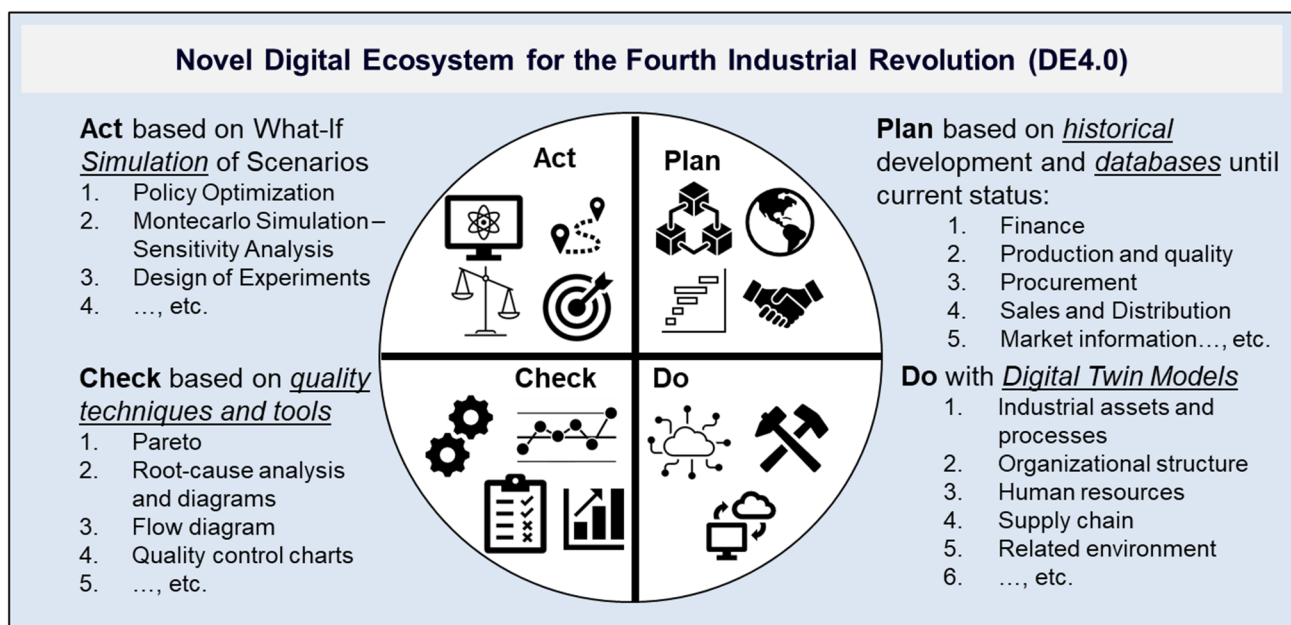 Novel Digital Ecosystem for the Fourth Industrial Revolution (DE4.0)
Act based on What-If
Simulation of Scenarios
1. Policy Optimization
2. Montecarlo Simulation –
Sensitivity Analysis
3. Design of Experiments
4. …, etc.
Act
Plan
Plan based on historical
development and databases until
current status:
1. Finance
2. Production and quality
3. Procurement
4. Sales and Distribution
5. Market information…, etc.
Check based on quality
techniques and tools
1. Pareto
2. Root-cause analysis
and diagrams
3. Flow diagram
4. Quality control charts
5. …, etc.
Check
Do
Do with Digital Twin Models
1. Industrial assets and
processes
2. Organizational structure
3. Human resources
4. Supply chain
5. Related environment
6. …, etc.